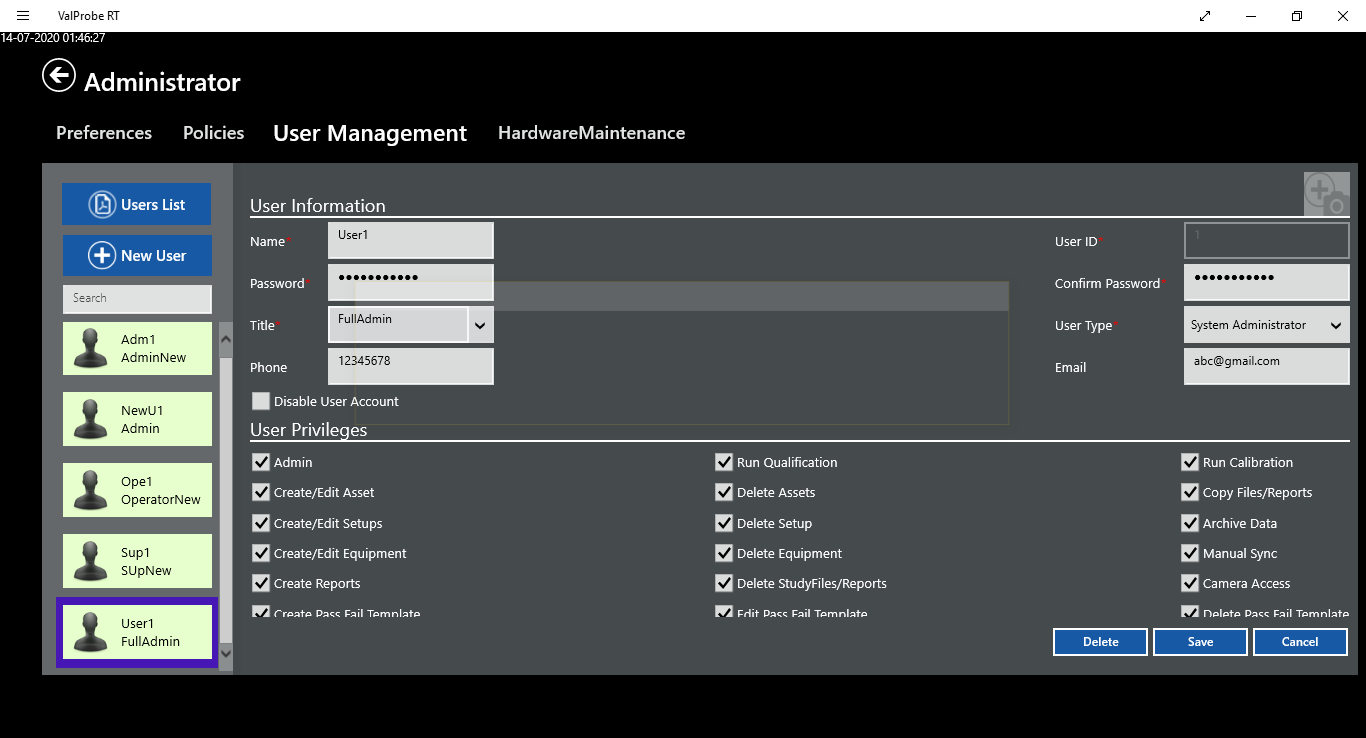 ValProbe RT
14-07-2020 01:46:27
Administrator
Preferences Policies User Management HardwareMaintenance
Users List
New User
Search
Adm1
AdminNew
NewU1
Admin
Ope1
OperatorNew
Sup1
SUpNew
User1
FullAdmin
User Information
Name* User1 User ID* 1
Password* ●●●●●●●●●●● Confirm Password* ●●●●●●●●●●●
Title* FullAdmin User Type* System Administrator
Phone 12345678 Email abc@gmail.com
Disable User Account
User Privileges
Admin Run Qualification Run Calibration
Create/Edit Asset Delete Assets Copy Files/Reports
Create/Edit Setups Delete Setup Archive Data
Create/Edit Equipment Delete Equipment Manual Sync
Create Reports Delete StudyFiles/Reports Camera Access
Create Pass Fail Template Edit Pass Fail Template Delete Pass Fail Template
Delete Save Cancel